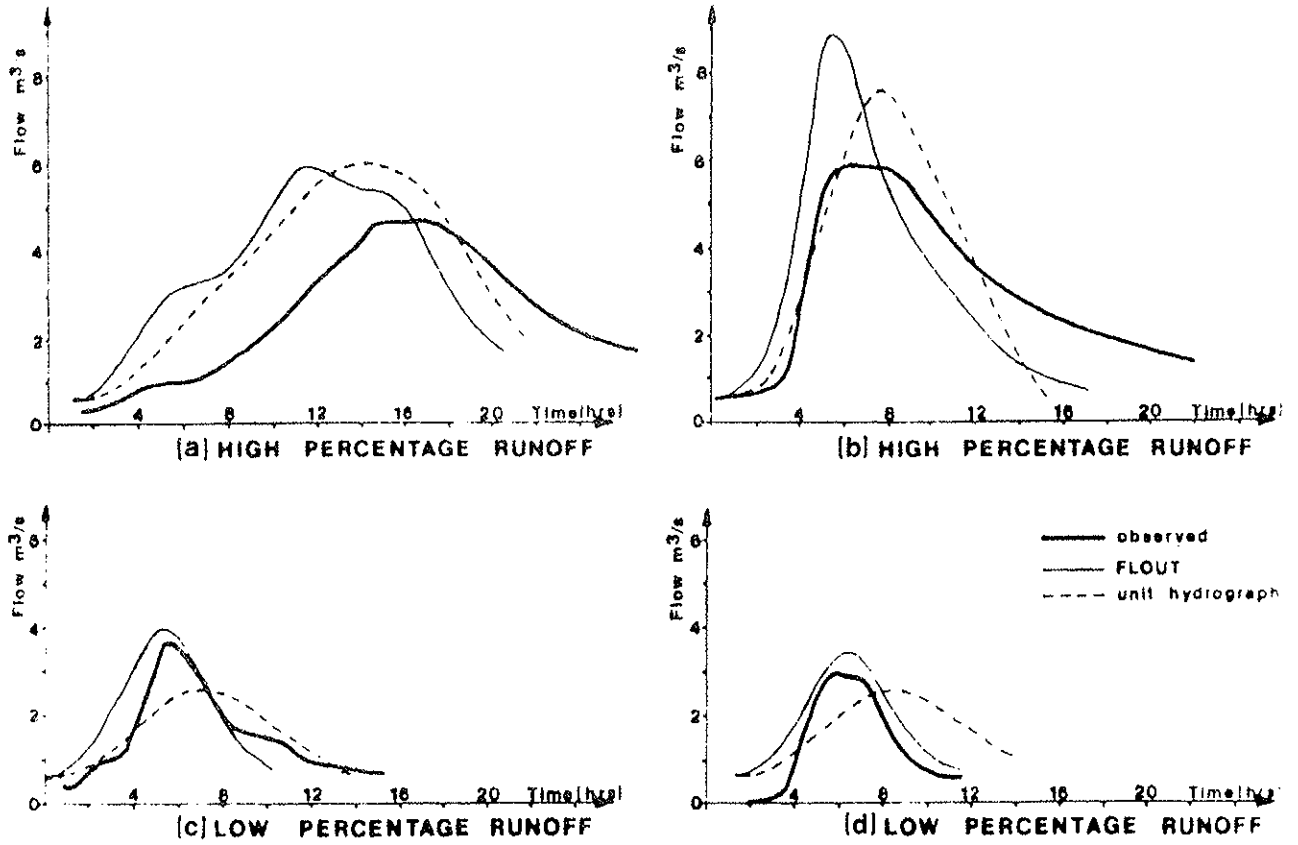 Flow m³/s
8
6
4
2
0
4 8 12 16 20 Time(hrs)
(a) HIGH PERCENTAGE RUNOFF
Flow m³/s
8
6
4
2
0
4 8 12 16 20 Time(hrs)
(b) HIGH PERCENTAGE RUNOFF
Flow m³/s
6
4
2
0
4 8 12 16 20 Time(hrs)
(c) LOW PERCENTAGE RUNOFF
Flow m³/s
6
4
2
0
4 8 12 16 20 Time(hrs)
observed
FLOUT
unit hydrograph
(d) LOW PERCENTAGE RUNOFF